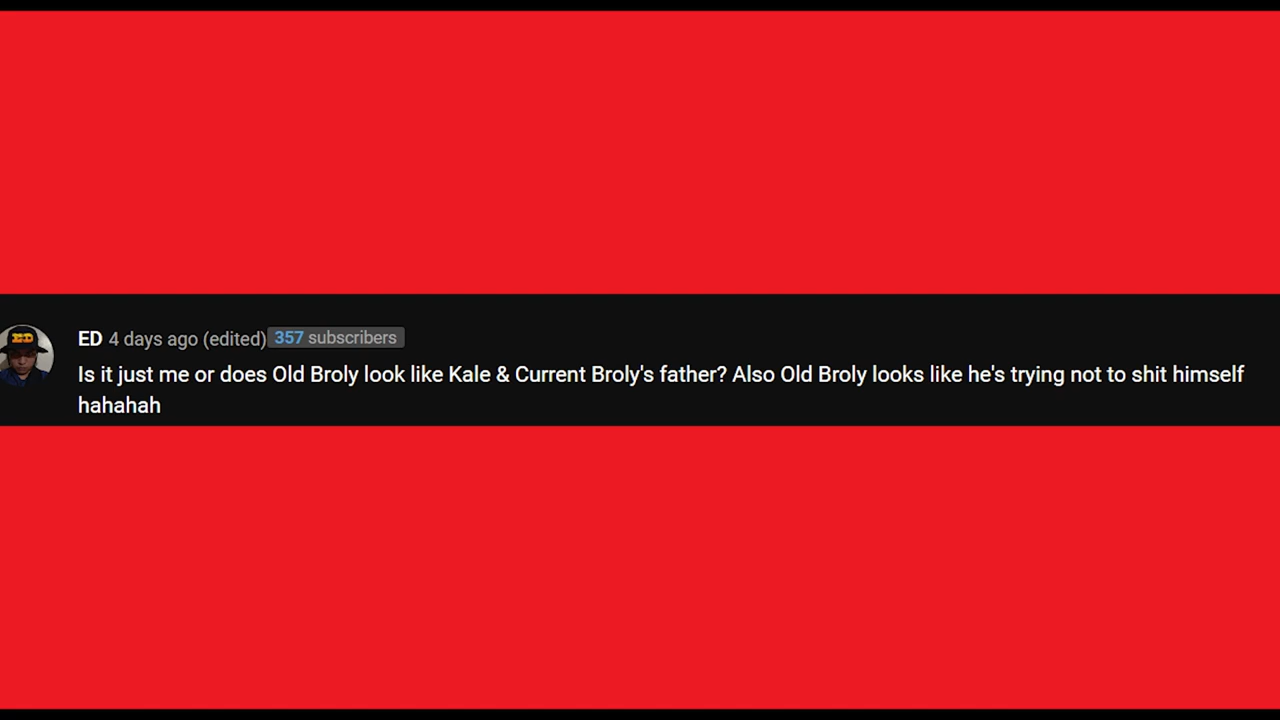 ED 4 days ago (edited) 357 subscribers
Is it just me or does Old Broly look like Kale & Current Broly's father? Also Old Broly looks like he's trying not to shit himself
hahahah